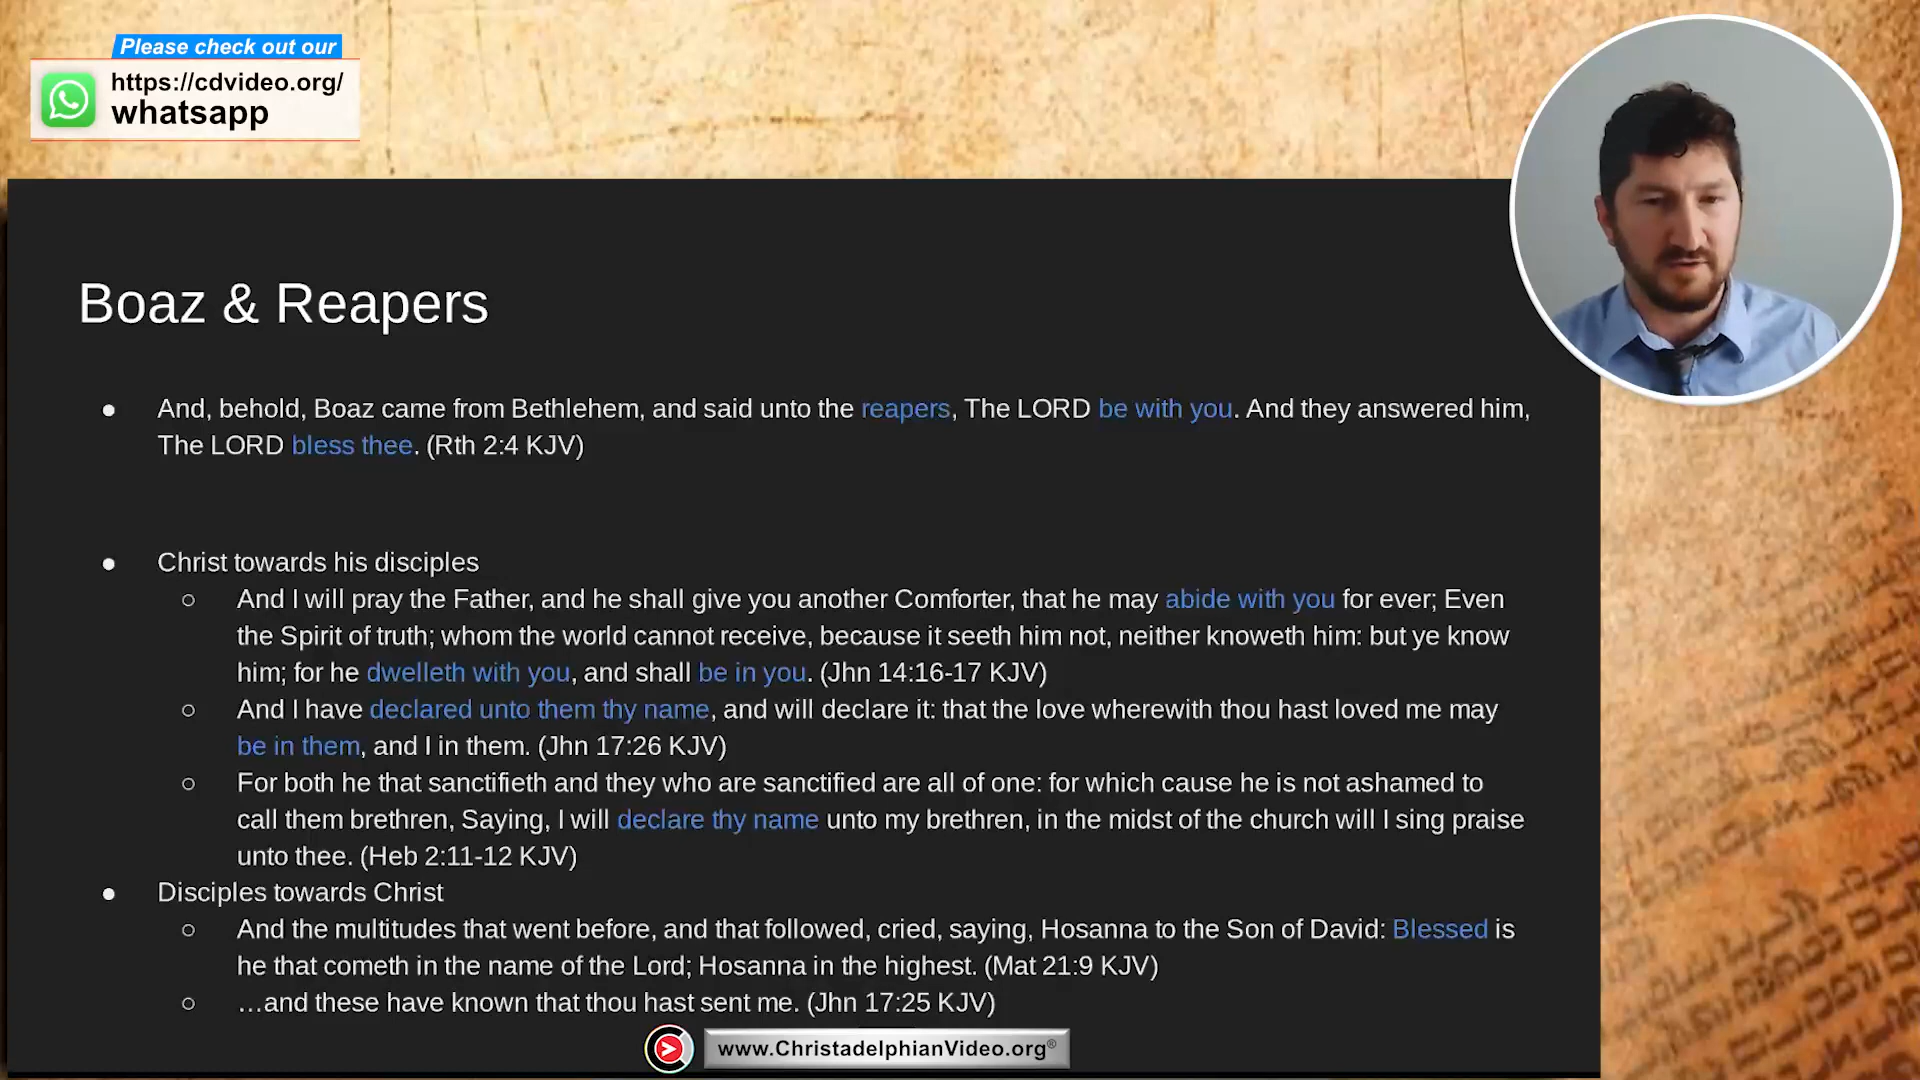 Please check out our
https://cdvideo.org/
whatsapp
Boaz & Reapers
● And, behold, Boaz came from Bethlehem, and said unto the reapers, The LORD be with you. And they answered him,
The LORD bless thee. (Rth 2:4 KJV)
● Christ towards his disciples
○ And I will pray the Father, and he shall give you another Comforter, that he may abide with you for ever; Even
the Spirit of truth; whom the world cannot receive, because it seeth him not, neither knoweth him: but ye know
him; for he dwelleth with you, and shall be in you. (Jhn 14:16-17 KJV)
○ And I have declared unto them thy name, and will declare it: that the love wherewith thou hast loved me may
be in them, and I in them. (Jhn 17:26 KJV)
○ For both he that sanctifieth and they who are sanctified are all of one: for which cause he is not ashamed to
call them brethren, Saying, I will declare thy name unto my brethren, in the midst of the church will I sing praise
unto thee. (Heb 2:11-12 KJV)
● Disciples towards Christ
○ And the multitudes that went before, and that followed, cried, saying, Hosanna to the Son of David: Blessed is
he that cometh in the name of the Lord; Hosanna in the highest. (Mat 21:9 KJV)
○ …and these have known that thou hast sent me. (Jhn 17:25 KJV)
www.ChristadelphianVideo.org®